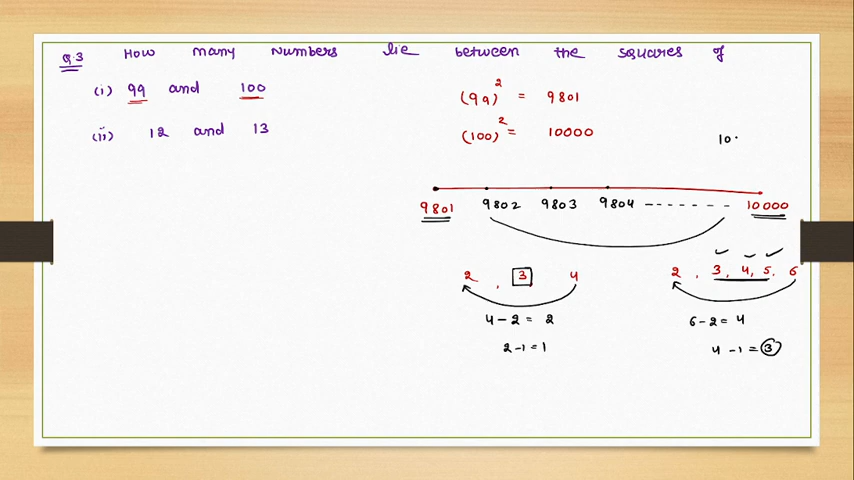 Q.3 How many numbers lie between the squares of
(i) 99 and 100
(ii) 12 and 13
(99)² = 9801
(100)² = 10000
10.
9801 9802 9803 9804 -------- 10000
2 , 3, 4
4 - 2 = 2
2 - 1 = 1
2 , 3, 4, 5, 6
6 - 2 = 4
4 - 1 = 3